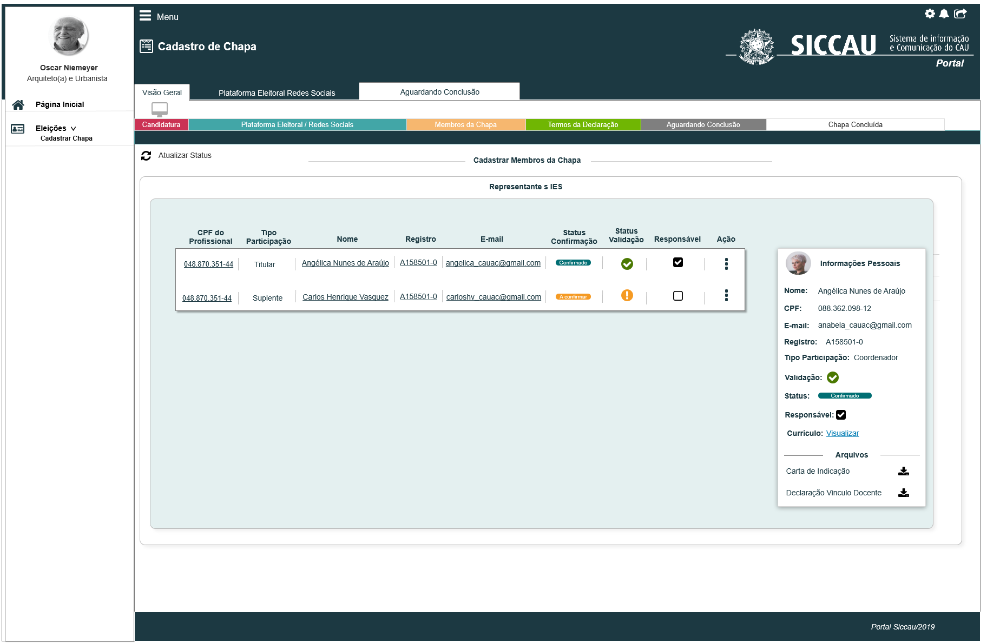 Oscar Niemeyer
Arquiteto(a) e Urbanista
Página Inicial
Eleições
Cadastrar Chapa
Menu
Cadastro de Chapa
SICCAU
Sistema de informação
e Comunicação do CAU
Portal
Visão Geral
Plataforma Eleitoral Redes Sociais
Aguardando Conclusão
Candidatura
Plataforma Eleitoral / Redes Sociais
Membros da Chapa
Termos da Declaração
Aguardando Conclusão
Chapa Concluída
Atualizar Status
Cadastrar Membros da Chapa
Representante s IES
CPF do
Profissional
Tipo
Participação
Nome
Registro
E-mail
Status
Confirmação
Status
Validação
Responsável
Ação
048.870.351-44 Titular Angélica Nunes de Araújo A158501-0 angelica_cauac@gmail.com Confirmado
048.870.351-44 Suplente Carlos Henrique Vasquez A158501-0 carloshv_cauac@gmail.com A confirmar
Informações Pessoais
Nome: Angélica Nunes de Araújo
CPF: 088.362.098-12
E-mail: anabela_cauac@gmail.com
Registro: A158501-0
Tipo Participação: Coordenador
Validação:
Status: Confirmado
Responsável:
Currículo: Visualizar
Arquivos
Carta de Indicação
Declaração Vinculo Docente
Portal Siccau/2019